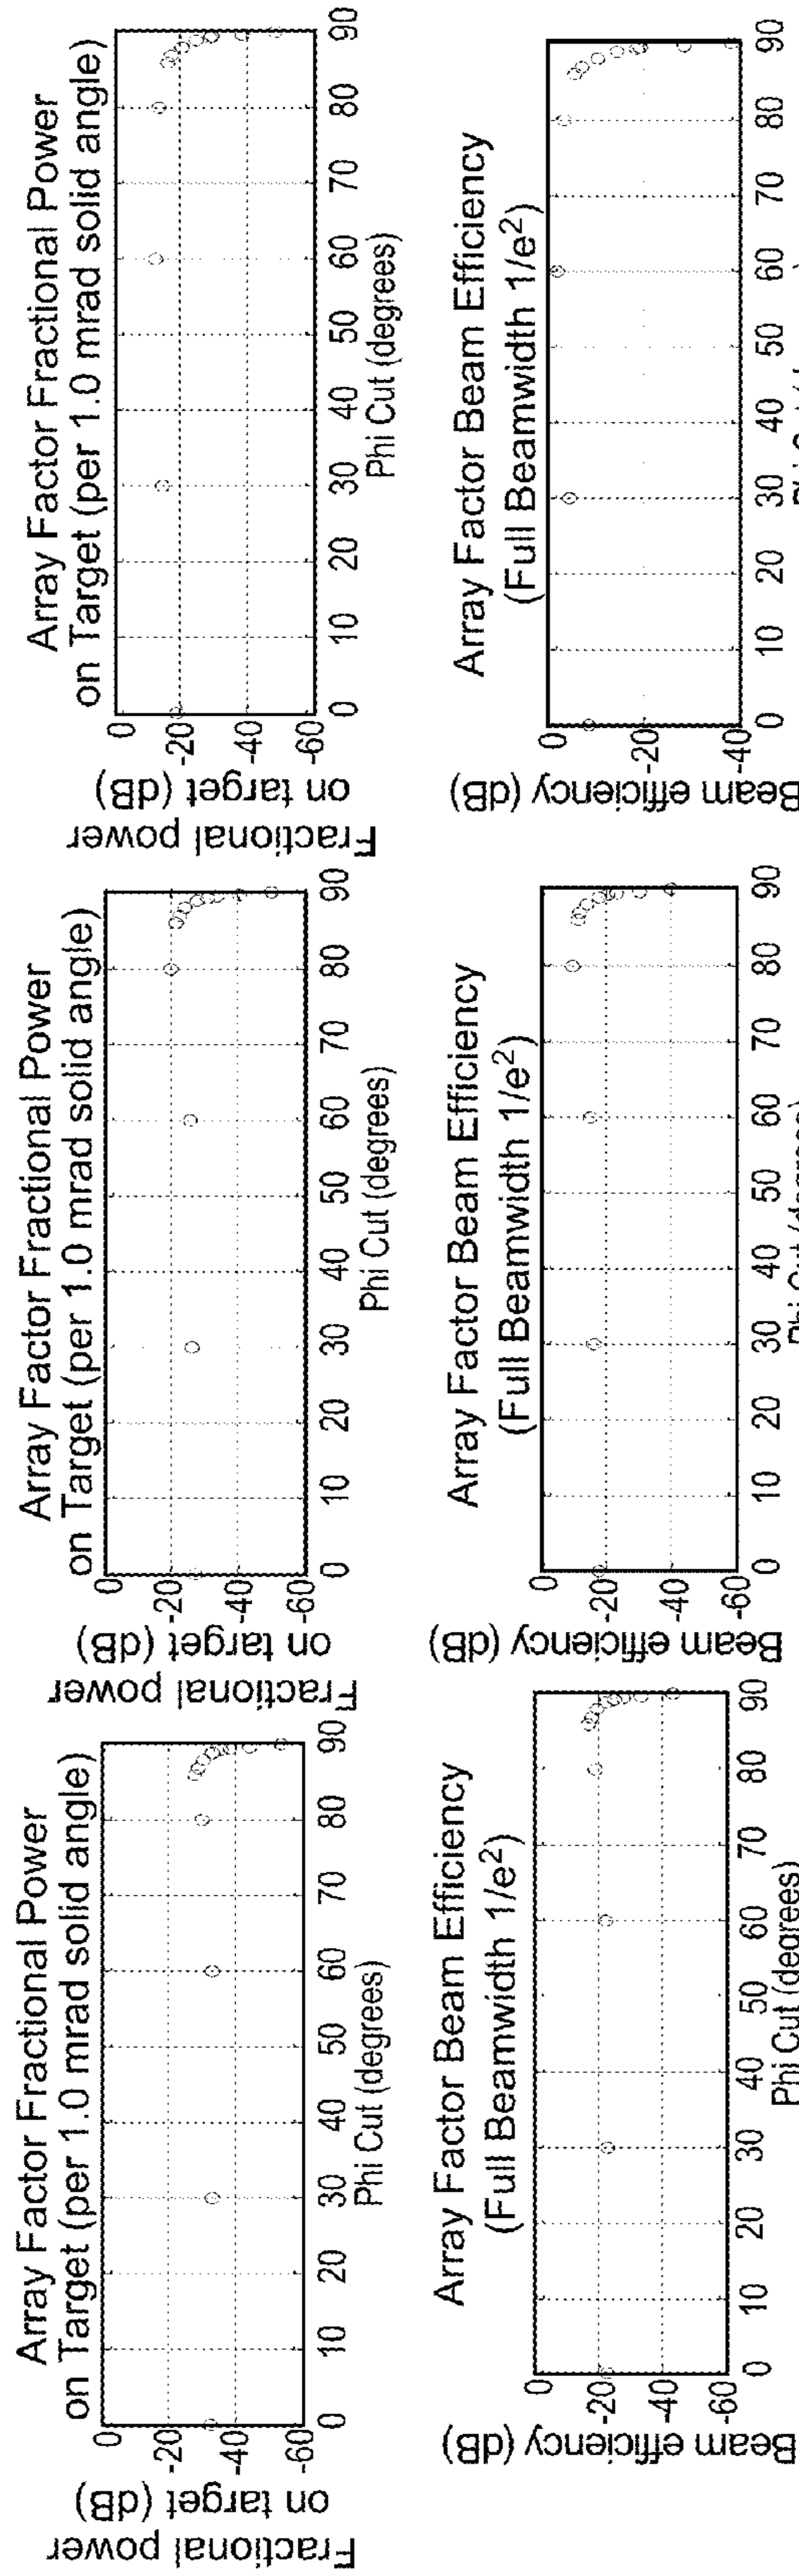 Array Factor Fractional Power
on Target (per 1.0 mrad solid angle)
Fractional power
on target (dB)
0
-20
-40
-60
0 10 20 30 40 50 60 70 80 90
Phi Cut (degrees)
Array Factor Fractional Power
on Target (per 1.0 mrad solid angle)
Fractional power
on target (dB)
0
-20
-40
-60
0 10 20 30 40 50 60 70 80 90
Phi Cut (degrees)
Array Factor Fractional Power
on Target (per 1.0 mrad solid angle)
Fractional power
on target (dB)
0
-20
-40
-60
0 10 20 30 40 50 60 70 80 90
Phi Cut (degrees)
Array Factor Beam Efficiency
(Full Beamwidth 1/e²)
Beam efficiency (dB)
0
-20
-40
-60
0 10 20 30 40 50 60 70 80 90
Phi Cut (degrees)
Array Factor Beam Efficiency
(Full Beamwidth 1/e²)
Beam efficiency (dB)
0
-20
-40
-60
0 10 20 30 40 50 60 70 80 90
Phi Cut (degrees)
Array Factor Beam Efficiency
(Full Beamwidth 1/e²)
Beam efficiency (dB)
0
-20
-40
0 10 20 30 40 50 60 70 80 90